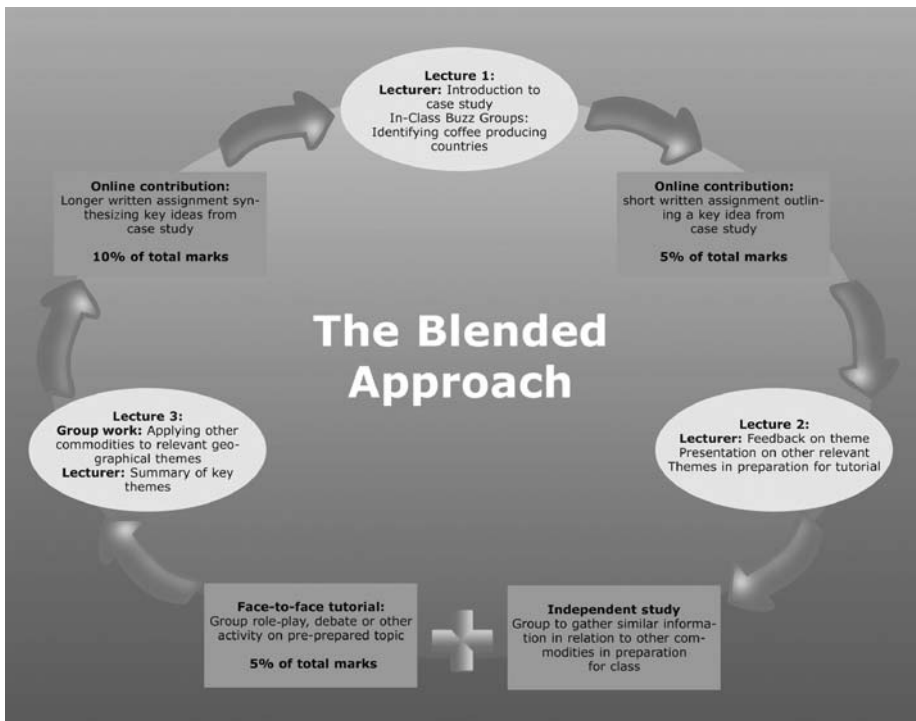 Lecture 1:
Lecturer: Introduction to
case study
In-Class Buzz Groups:
Identifying coffee producing
countries
Online contribution:
short written assignment outlin-
ing a key idea from
case study
5% of total marks
Lecture 2:
Lecturer: Feedback on theme
Presentation on other relevant
Themes in preparation for tutorial
Independent study
Group to gather similar informa-
tion in relation to other com-
modities in preparation
for class
Face-to-face tutorial:
Group role-play, debate or other
activity on pre-prepared topic
5% of total marks
Lecture 3:
Group work: Applying other
commodities to relevant geo-
graphical themes
Lecturer: Summary of key
themes
Online contribution:
Longer written assignment syn-
thesizing key ideas from
case study
10% of total marks
The Blended
Approach